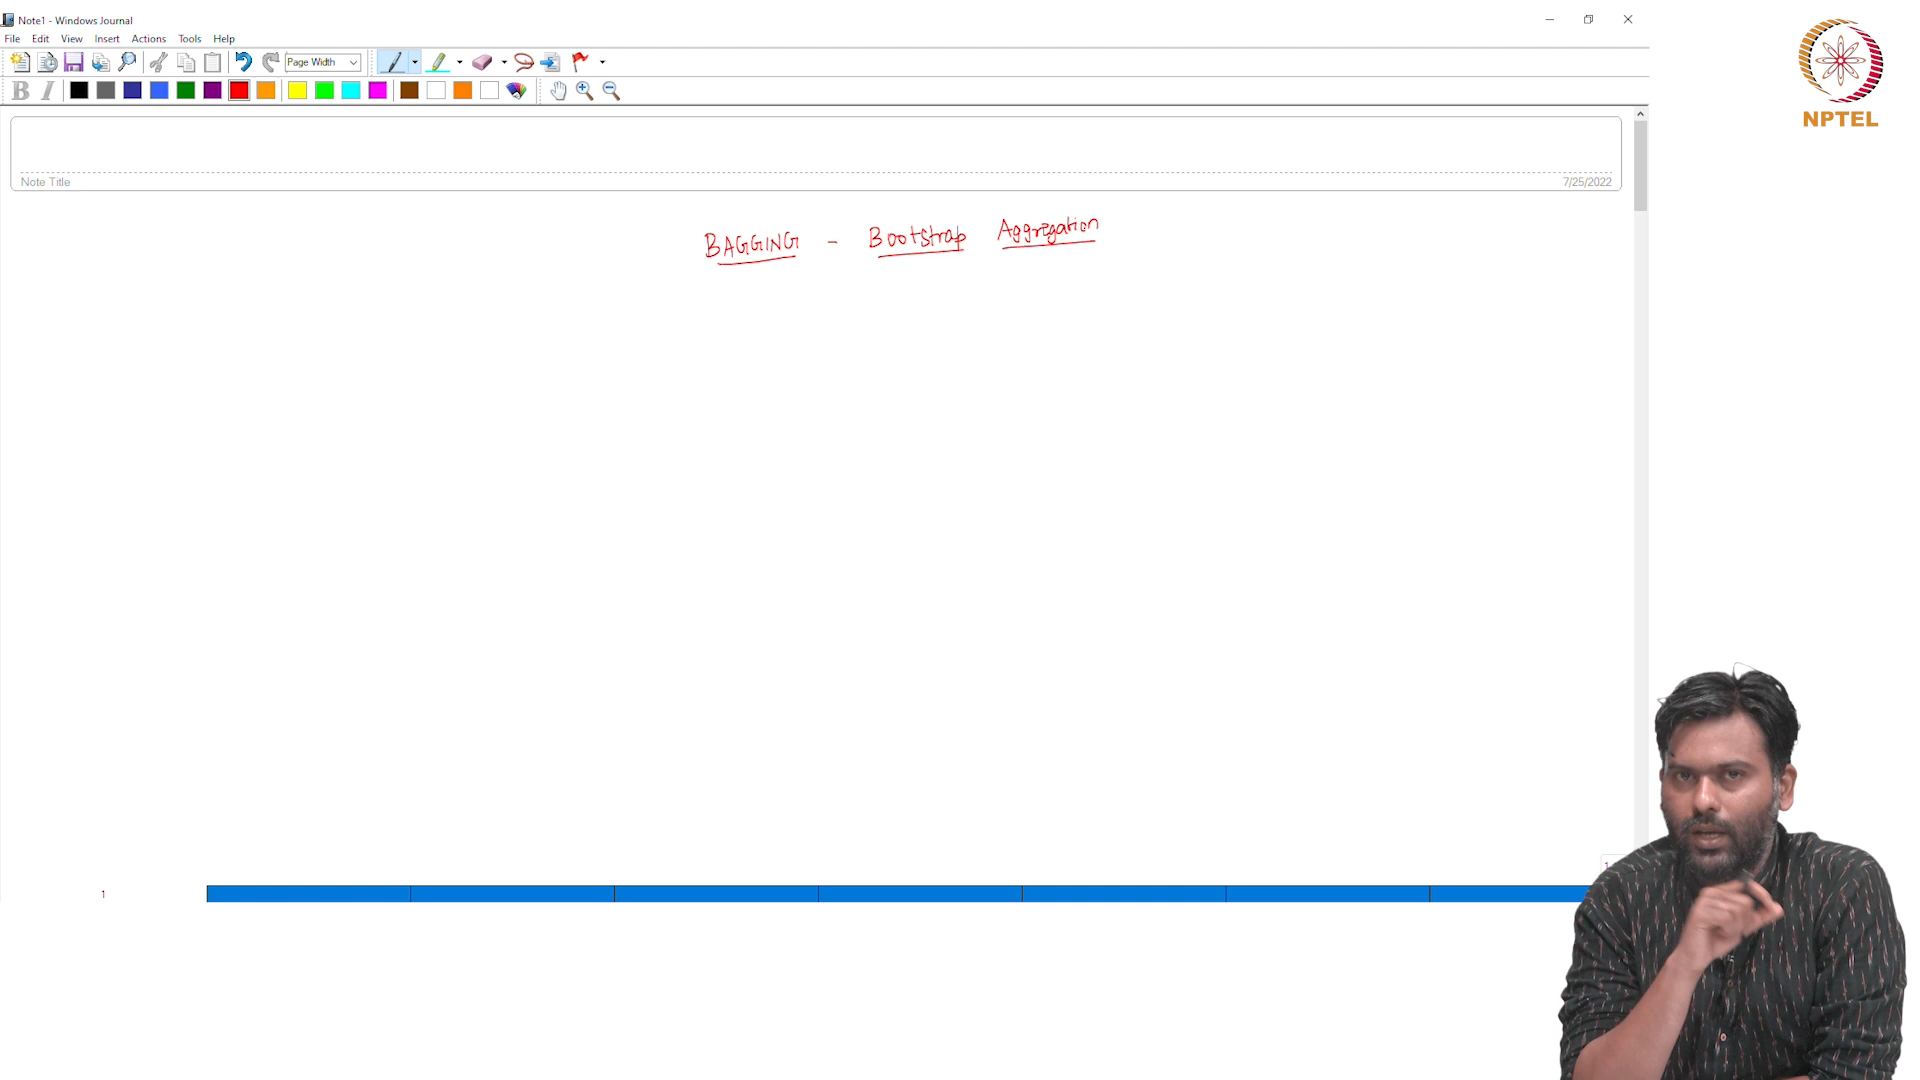 Note1 - Windows Journal
File Edit View Insert Actions Tools Help
Page Width
B I
NPTEL
Note Title
7/25/2022
BAGGING - Bootstrap Aggregation
1